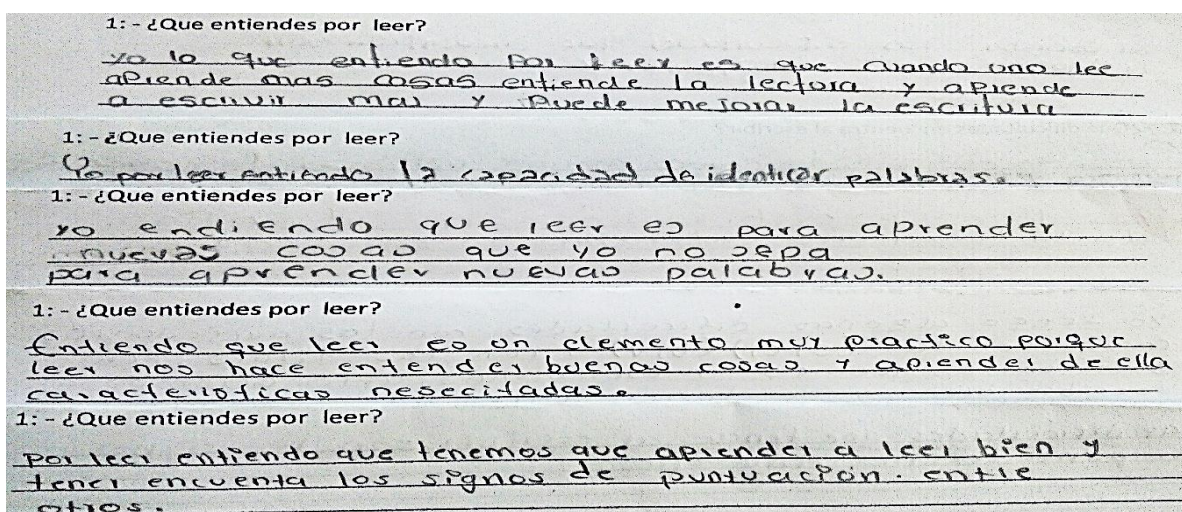 1: - ¿Que entiendes por leer?
yo lo que entiendo por leer es que cuando uno lee
aprende mas cosas entiende la lectura y aprende
a escrivir mas y puede mejorar la escritura
1: - ¿Que entiendes por leer?
Yo por leer entiendo la capacidad de identicar palabras.
1: - ¿Que entiendes por leer?
yo endiendo que leer es para aprender
nuevas cosas que yo no sepa
para aprender nuevas palabras.
1: - ¿Que entiendes por leer?
Entiendo que leer es un elemento muy practico porque
leer nos hace entender buenas cosas y aprender de ella
caracteristicas nesecitadas.
1: - ¿Que entiendes por leer?
Por leer entiendo que tenemos que aprender a leer bien y
tener encuenta los signos de puntuacion. entre
otros.